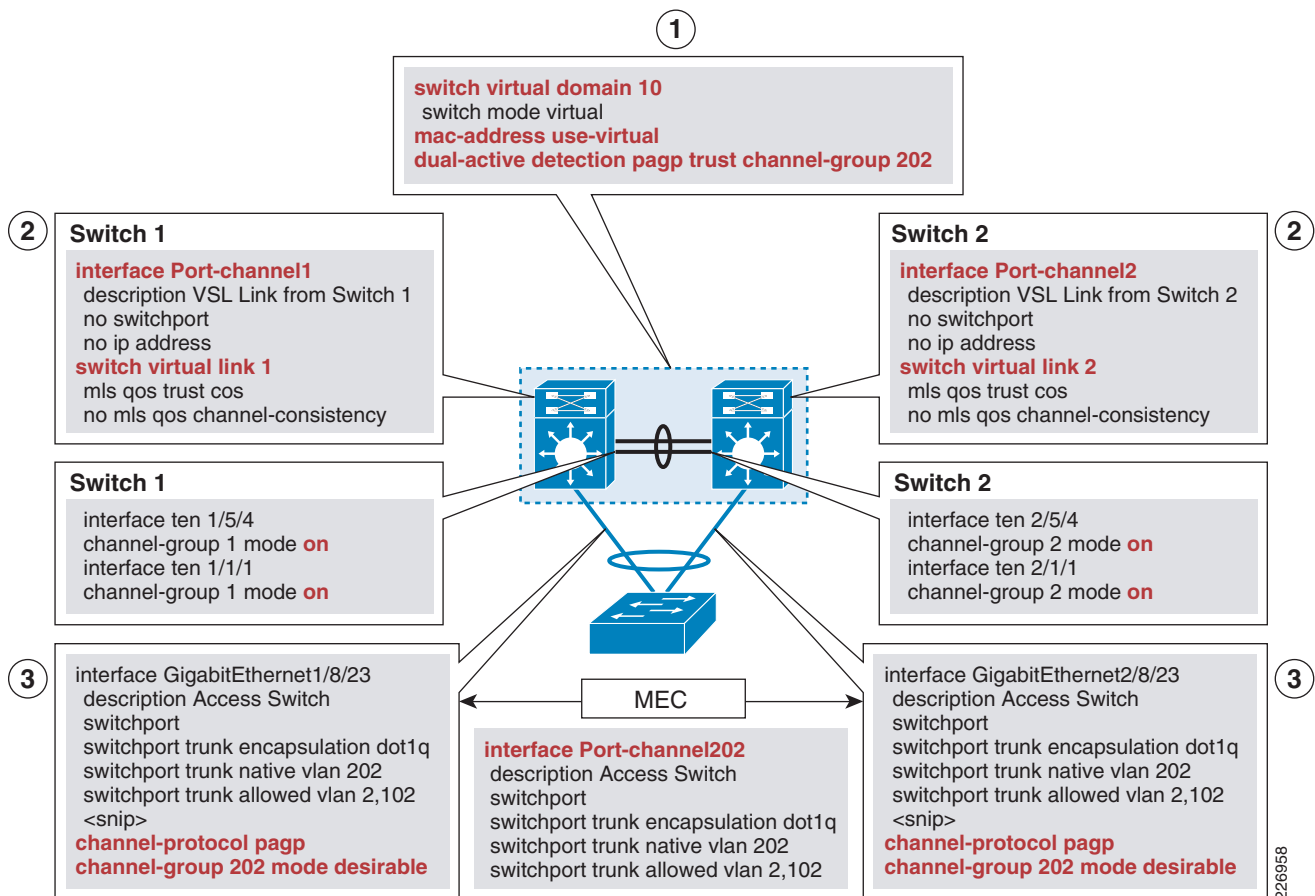 1
switch virtual domain 10
switch mode virtual
mac-address use-virtual
dual-active detection pagp trust channel-group 202
2
Switch 1
interface Port-channel1
description VSL Link from Switch 1
no switchport
no ip address
switch virtual link 1
mls qos trust cos
no mls qos channel-consistency
2
Switch 2
interface Port-channel2
description VSL Link from Switch 2
no switchport
no ip address
switch virtual link 2
mls qos trust cos
no mls qos channel-consistency
Switch 1
interface ten 1/5/4
channel-group 1 mode on
interface ten 1/1/1
channel-group 1 mode on
Switch 2
interface ten 2/5/4
channel-group 2 mode on
interface ten 2/1/1
channel-group 2 mode on
3
interface GigabitEthernet1/8/23
description Access Switch
switchport
switchport trunk encapsulation dot1q
switchport trunk native vlan 202
switchport trunk allowed vlan 2,102
<snip>
channel-protocol pagp
channel-group 202 mode desirable
MEC
interface Port-channel202
description Access Switch
switchport
switchport trunk encapsulation dot1q
switchport trunk native vlan 202
switchport trunk allowed vlan 2,102
3
interface GigabitEthernet2/8/23
description Access Switch
switchport
switchport trunk encapsulation dot1q
switchport trunk native vlan 202
switchport trunk allowed vlan 2,102
<snip>
channel-protocol pagp
channel-group 202 mode desirable
226958